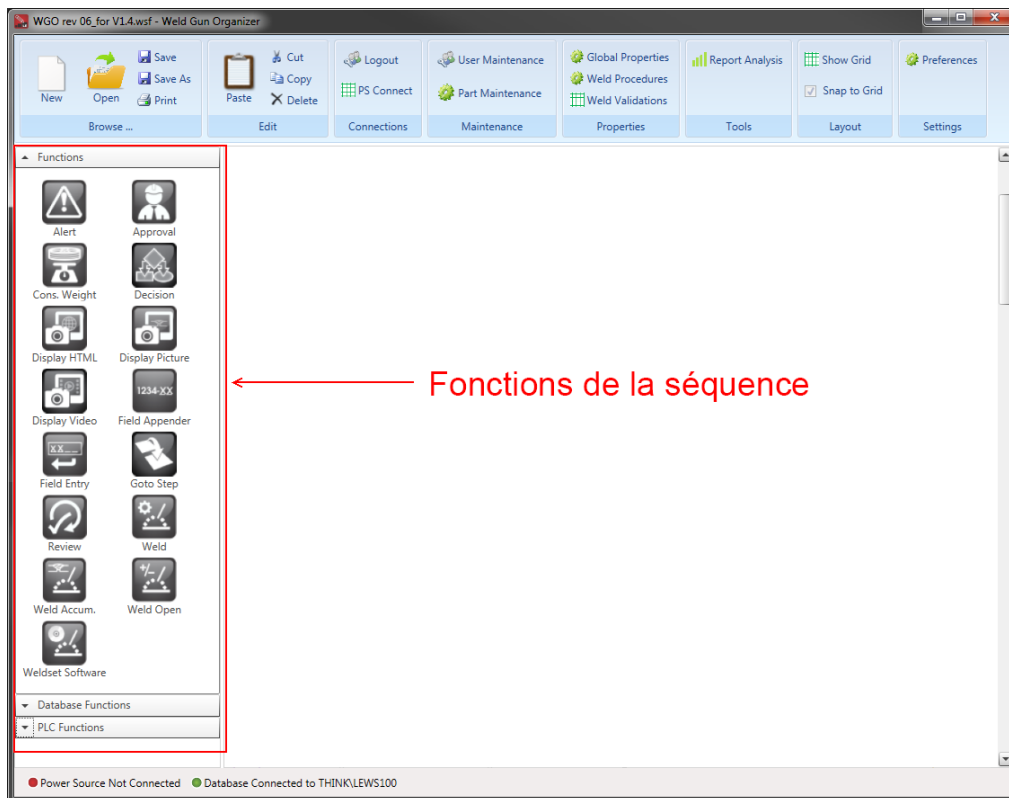 WGO rev 06_for V1.4.wsf - Weld Gun Organizer
New
Open
Save
Save As
Print
Browse ...
Paste
Cut
Copy
Delete
Edit
Logout
PS Connect
Connections
User Maintenance
Part Maintenance
Maintenance
Global Properties
Weld Procedures
Weld Validations
Properties
Report Analysis
Tools
Show Grid
Snap to Grid
Layout
Preferences
Settings
Functions
Alert
Approval
Cons. Weight
Decision
Display HTML
Display Picture
Display Video
1234-XX
Field Appender
XX__
Field Entry
Goto Step
Review
Weld
Weld Accum.
+/-
Weld Open
Weldset Software
Database Functions
PLC Functions
Fonctions de la séquence
Power Source Not Connected
Database Connected to THINK\LEWS100